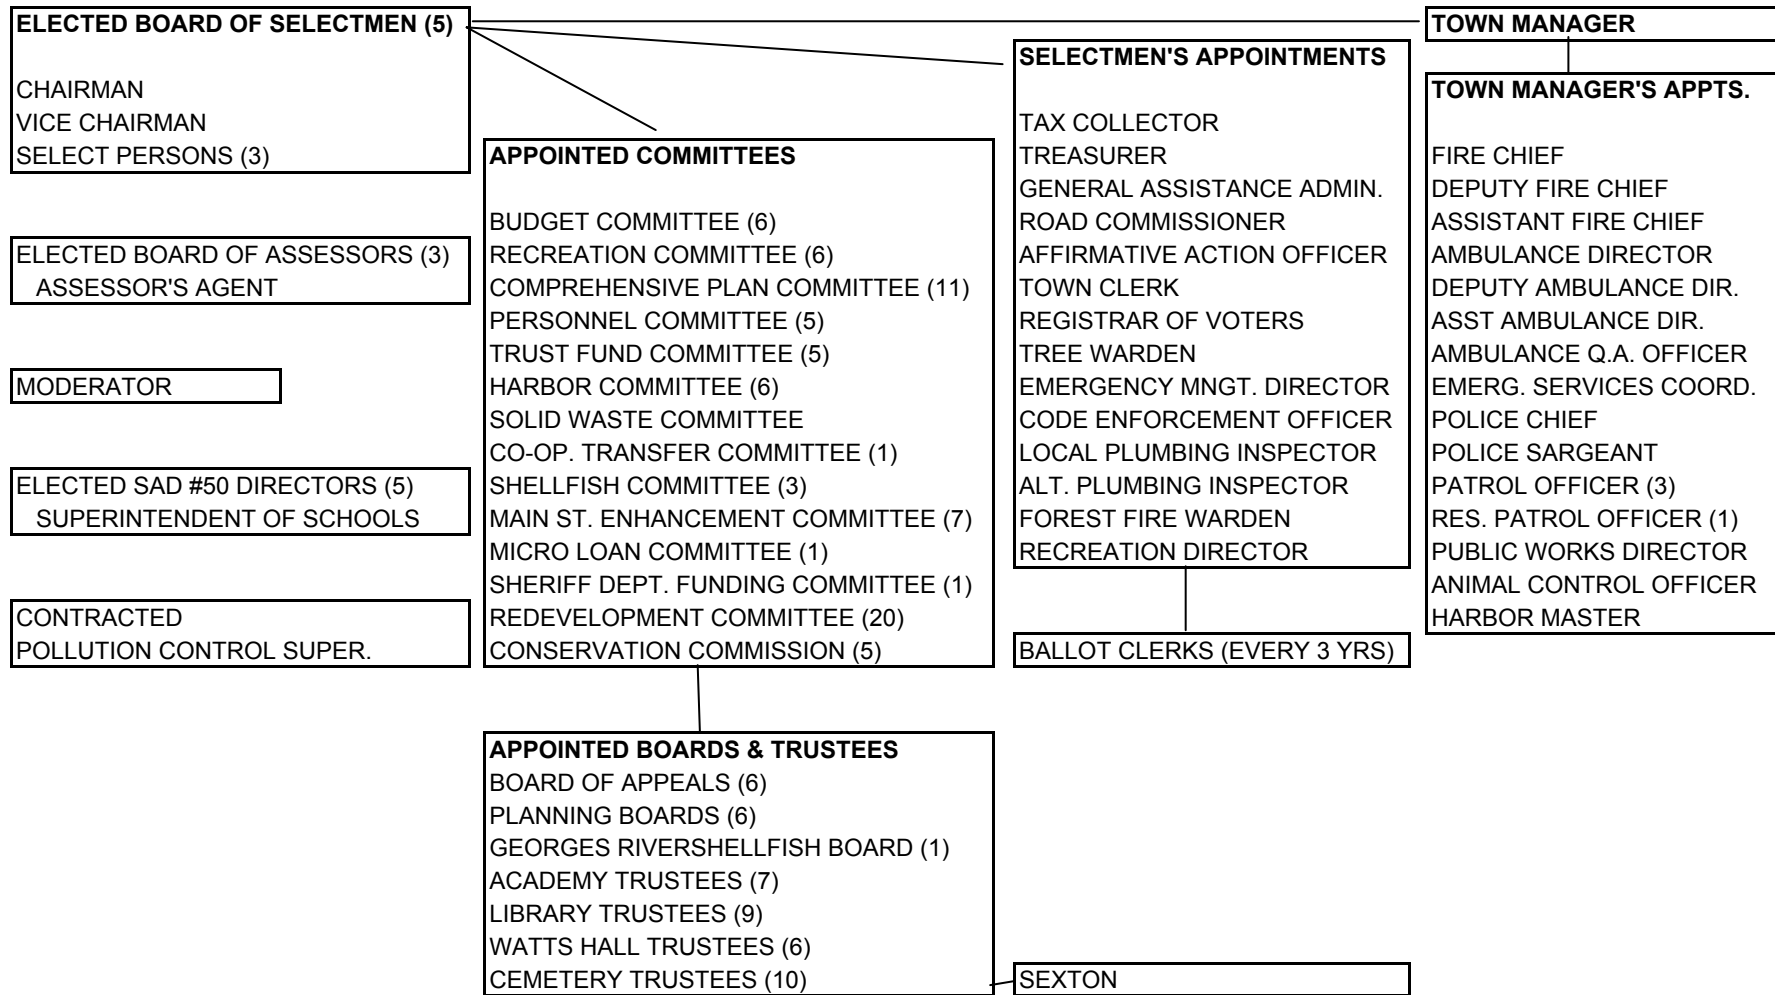 ELECTED BOARD OF SELECTMEN (5)
CHAIRMAN
VICE CHAIRMAN
SELECT PERSONS (3)
ELECTED BOARD OF ASSESSORS (3)
ASSESSOR'S AGENT
MODERATOR
ELECTED SAD #50 DIRECTORS (5)
SUPERINTENDENT OF SCHOOLS
CONTRACTED
POLLUTION CONTROL SUPER.
APPOINTED COMMITTEES
BUDGET COMMITTEE (6)
RECREATION COMMITTEE (6)
COMPREHENSIVE PLAN COMMITTEE (11)
PERSONNEL COMMITTEE (5)
TRUST FUND COMMITTEE (5)
HARBOR COMMITTEE (6)
SOLID WASTE COMMITTEE
CO-OP. TRANSFER COMMITTEE (1)
SHELLFISH COMMITTEE (3)
MAIN ST. ENHANCEMENT COMMITTEE (7)
MICRO LOAN COMMITTEE (1)
SHERIFF DEPT. FUNDING COMMITTEE (1)
REDEVELOPMENT COMMITTEE (20)
CONSERVATION COMMISSION (5)
APPOINTED BOARDS & TRUSTEES
BOARD OF APPEALS (6)
PLANNING BOARDS (6)
GEORGES RIVERSHELLFISH BOARD (1)
ACADEMY TRUSTEES (7)
LIBRARY TRUSTEES (9)
WATTS HALL TRUSTEES (6)
CEMETERY TRUSTEES (10)
SELECTMEN'S APPOINTMENTS
TAX COLLECTOR
TREASURER
GENERAL ASSISTANCE ADMIN.
ROAD COMMISSIONER
AFFIRMATIVE ACTION OFFICER
TOWN CLERK
REGISTRAR OF VOTERS
TREE WARDEN
EMERGENCY MNGT. DIRECTOR
CODE ENFORCEMENT OFFICER
LOCAL PLUMBING INSPECTOR
ALT. PLUMBING INSPECTOR
FOREST FIRE WARDEN
RECREATION DIRECTOR
BALLOT CLERKS (EVERY 3 YRS)
SEXTON
TOWN MANAGER
TOWN MANAGER'S APPTS.
FIRE CHIEF
DEPUTY FIRE CHIEF
ASSISTANT FIRE CHIEF
AMBULANCE DIRECTOR
DEPUTY AMBULANCE DIR.
ASST AMBULANCE DIR.
AMBULANCE Q.A. OFFICER
EMERG. SERVICES COORD.
POLICE CHIEF
POLICE SARGEANT
PATROL OFFICER (3)
RES. PATROL OFFICER (1)
PUBLIC WORKS DIRECTOR
ANIMAL CONTROL OFFICER
HARBOR MASTER